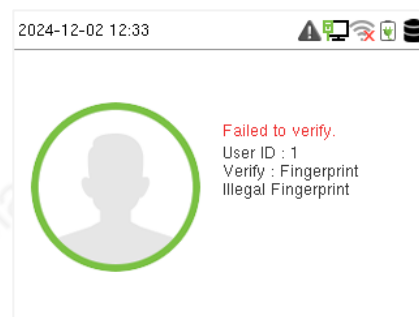 2024-12-02 12:33
Failed to verify.
User ID : 1
Verify : Fingerprint
Illegal Fingerprint